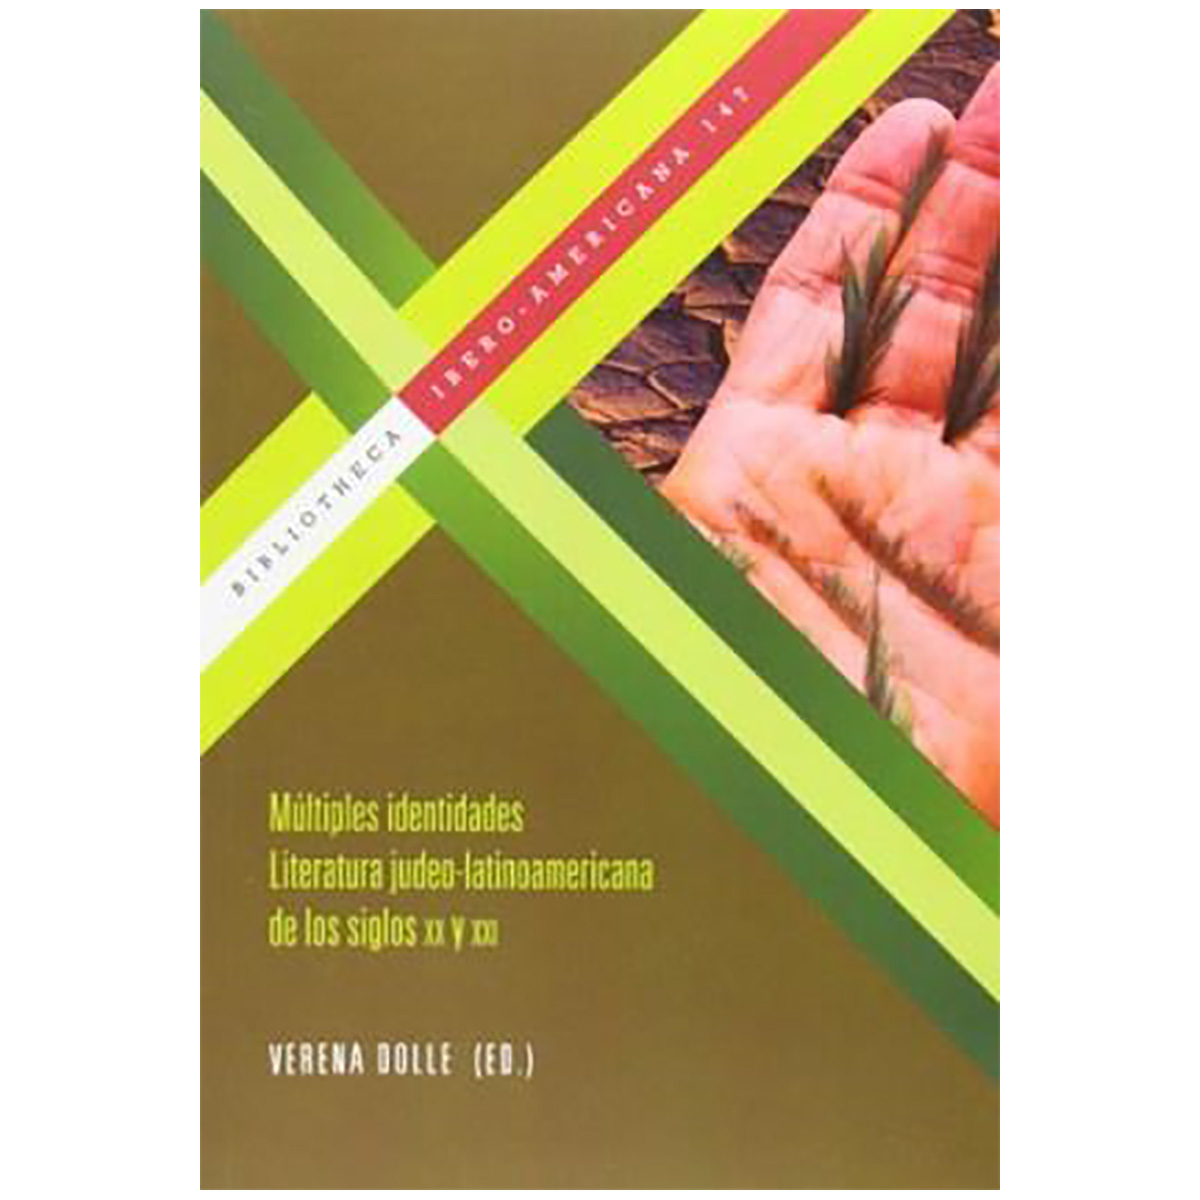 BIBLIOTHECA IBERO-AMERICANA 147
Múltiples identidades
Literatura judeo-latinoamericana
de los siglos XX y XXI
VERENA DOLLE (ED.)